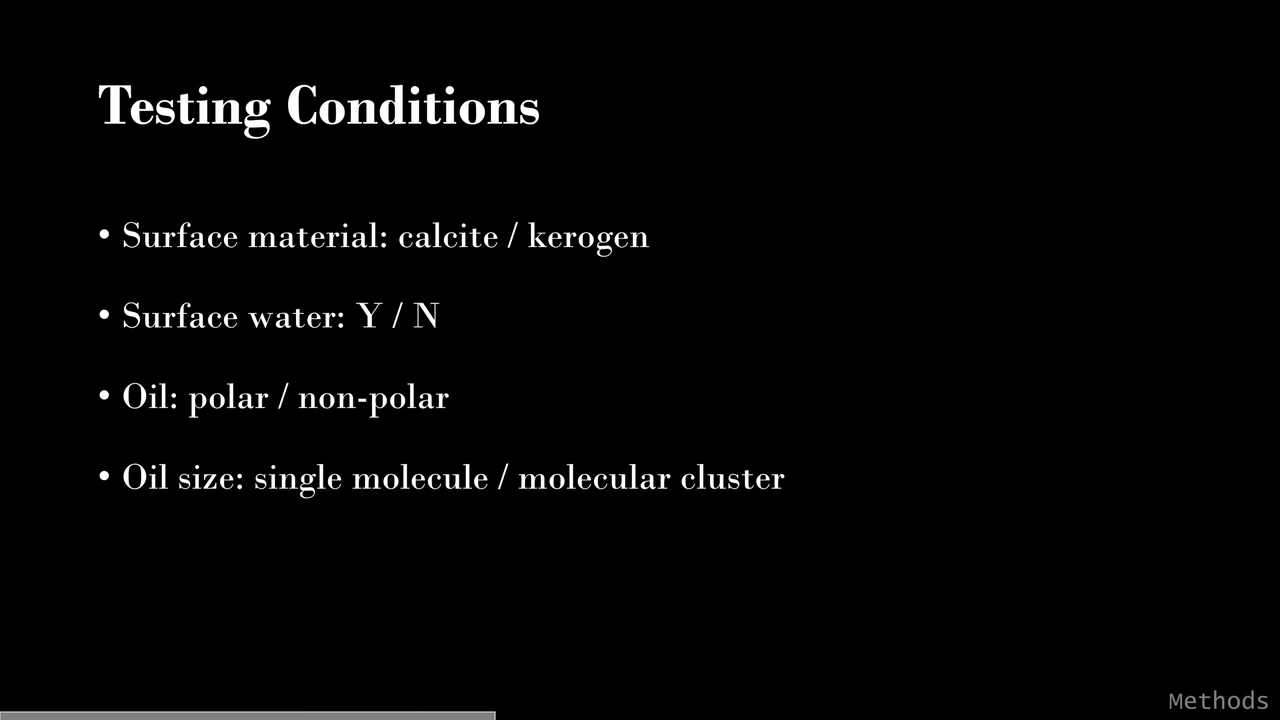 Testing Conditions
• Surface material: calcite / kerogen
• Surface water: Y / N
• Oil: polar / non-polar
• Oil size: single molecule / molecular cluster
Methods